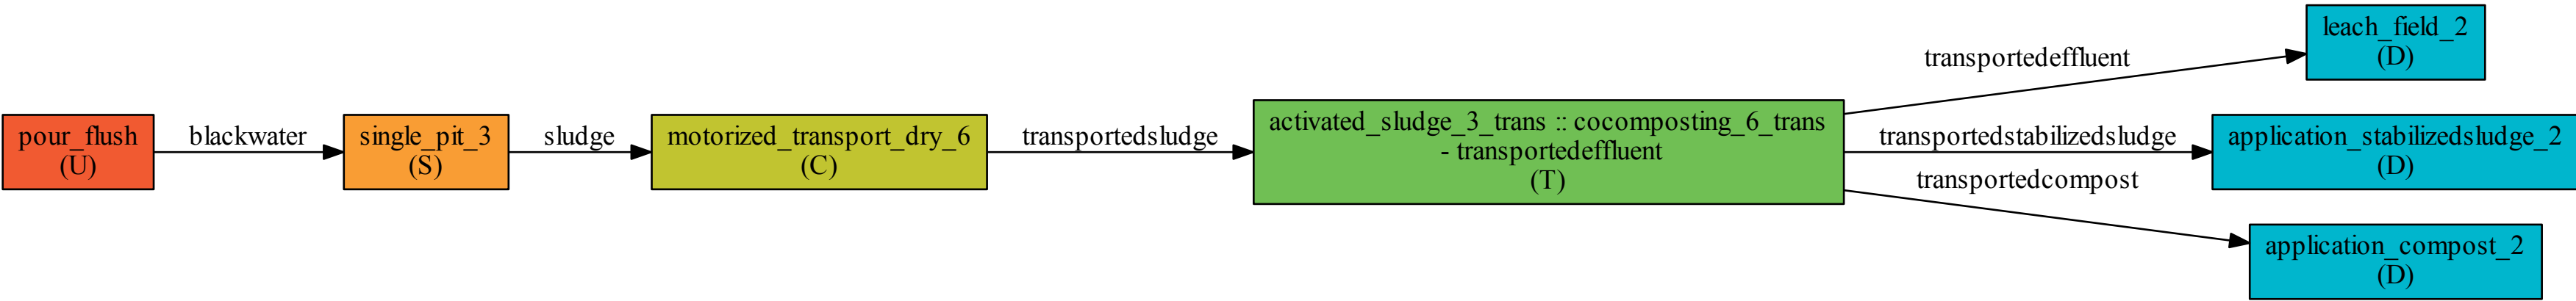 pour_flush
(U)
blackwater
single_pit_3
(S)
sludge
motorized_transport_dry_6
(C)
transportedsludge
activated_sludge_3_trans :: cocomposting_6_trans
- transportedeffluent
(T)
transportedeffluent
leach_field_2
(D)
transportedstabilizedsludge
application_stabilizedsludge_2
(D)
transportedcompost
application_compost_2
(D)